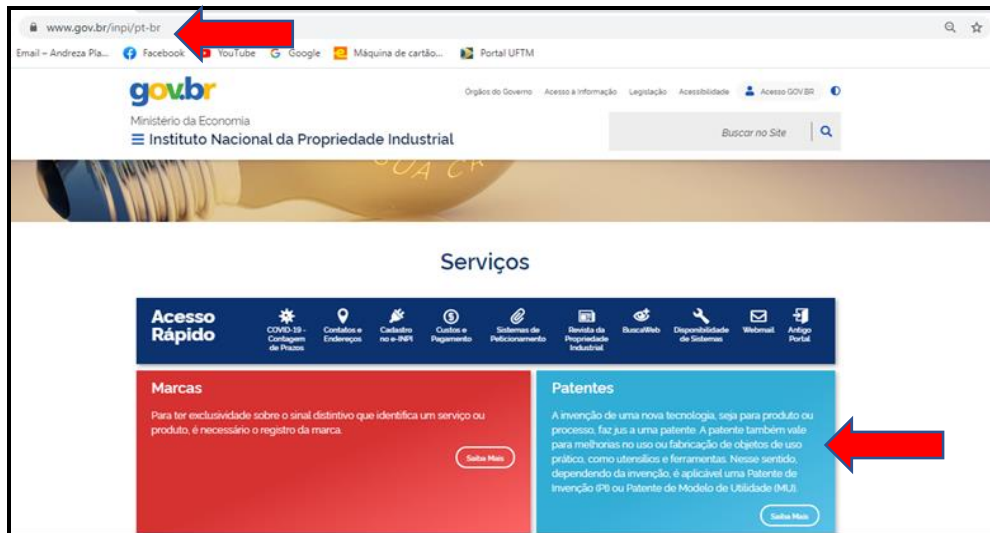 www.gov.br/inpi/pt-br
Email – Andreza Pla...
Facebook
YouTube
Google
Máquina de cartão...
Portal UFTM
gov.br
Órgãos do Governo
Acesso à Informação
Legislação
Acessibilidade
Acesso GOV.BR
Ministério da Economia
Instituto Nacional da Propriedade Industrial
Buscar no Site
SUA CR
Serviços
Acesso
Rápido
COVID-19 -
Contagem
de Prazos
Contatos e
Endereços
Cadastro
no e-INPI
Custos e
Pagamento
Sistemas de
Peticionamento
Revista da
Propriedade
Industrial
BuscaWeb
Disponibilidade
de Sistemas
Webmail
Antigo
Portal
Marcas
Para ter exclusividade sobre o sinal distintivo que identifica um serviço ou
produto, é necessário o registro da marca.
Saiba Mais
Patentes
A invenção de uma nova tecnologia, seja para produto ou
processo, faz jus a uma patente. A patente também vale
para melhorias no uso ou fabricação de objetos de uso
prático, como utensílios e ferramentas. Nesse sentido,
dependendo da invenção, é aplicável uma Patente de
Invenção (PI) ou Patente de Modelo de Utilidade (MU).
Saiba Mais